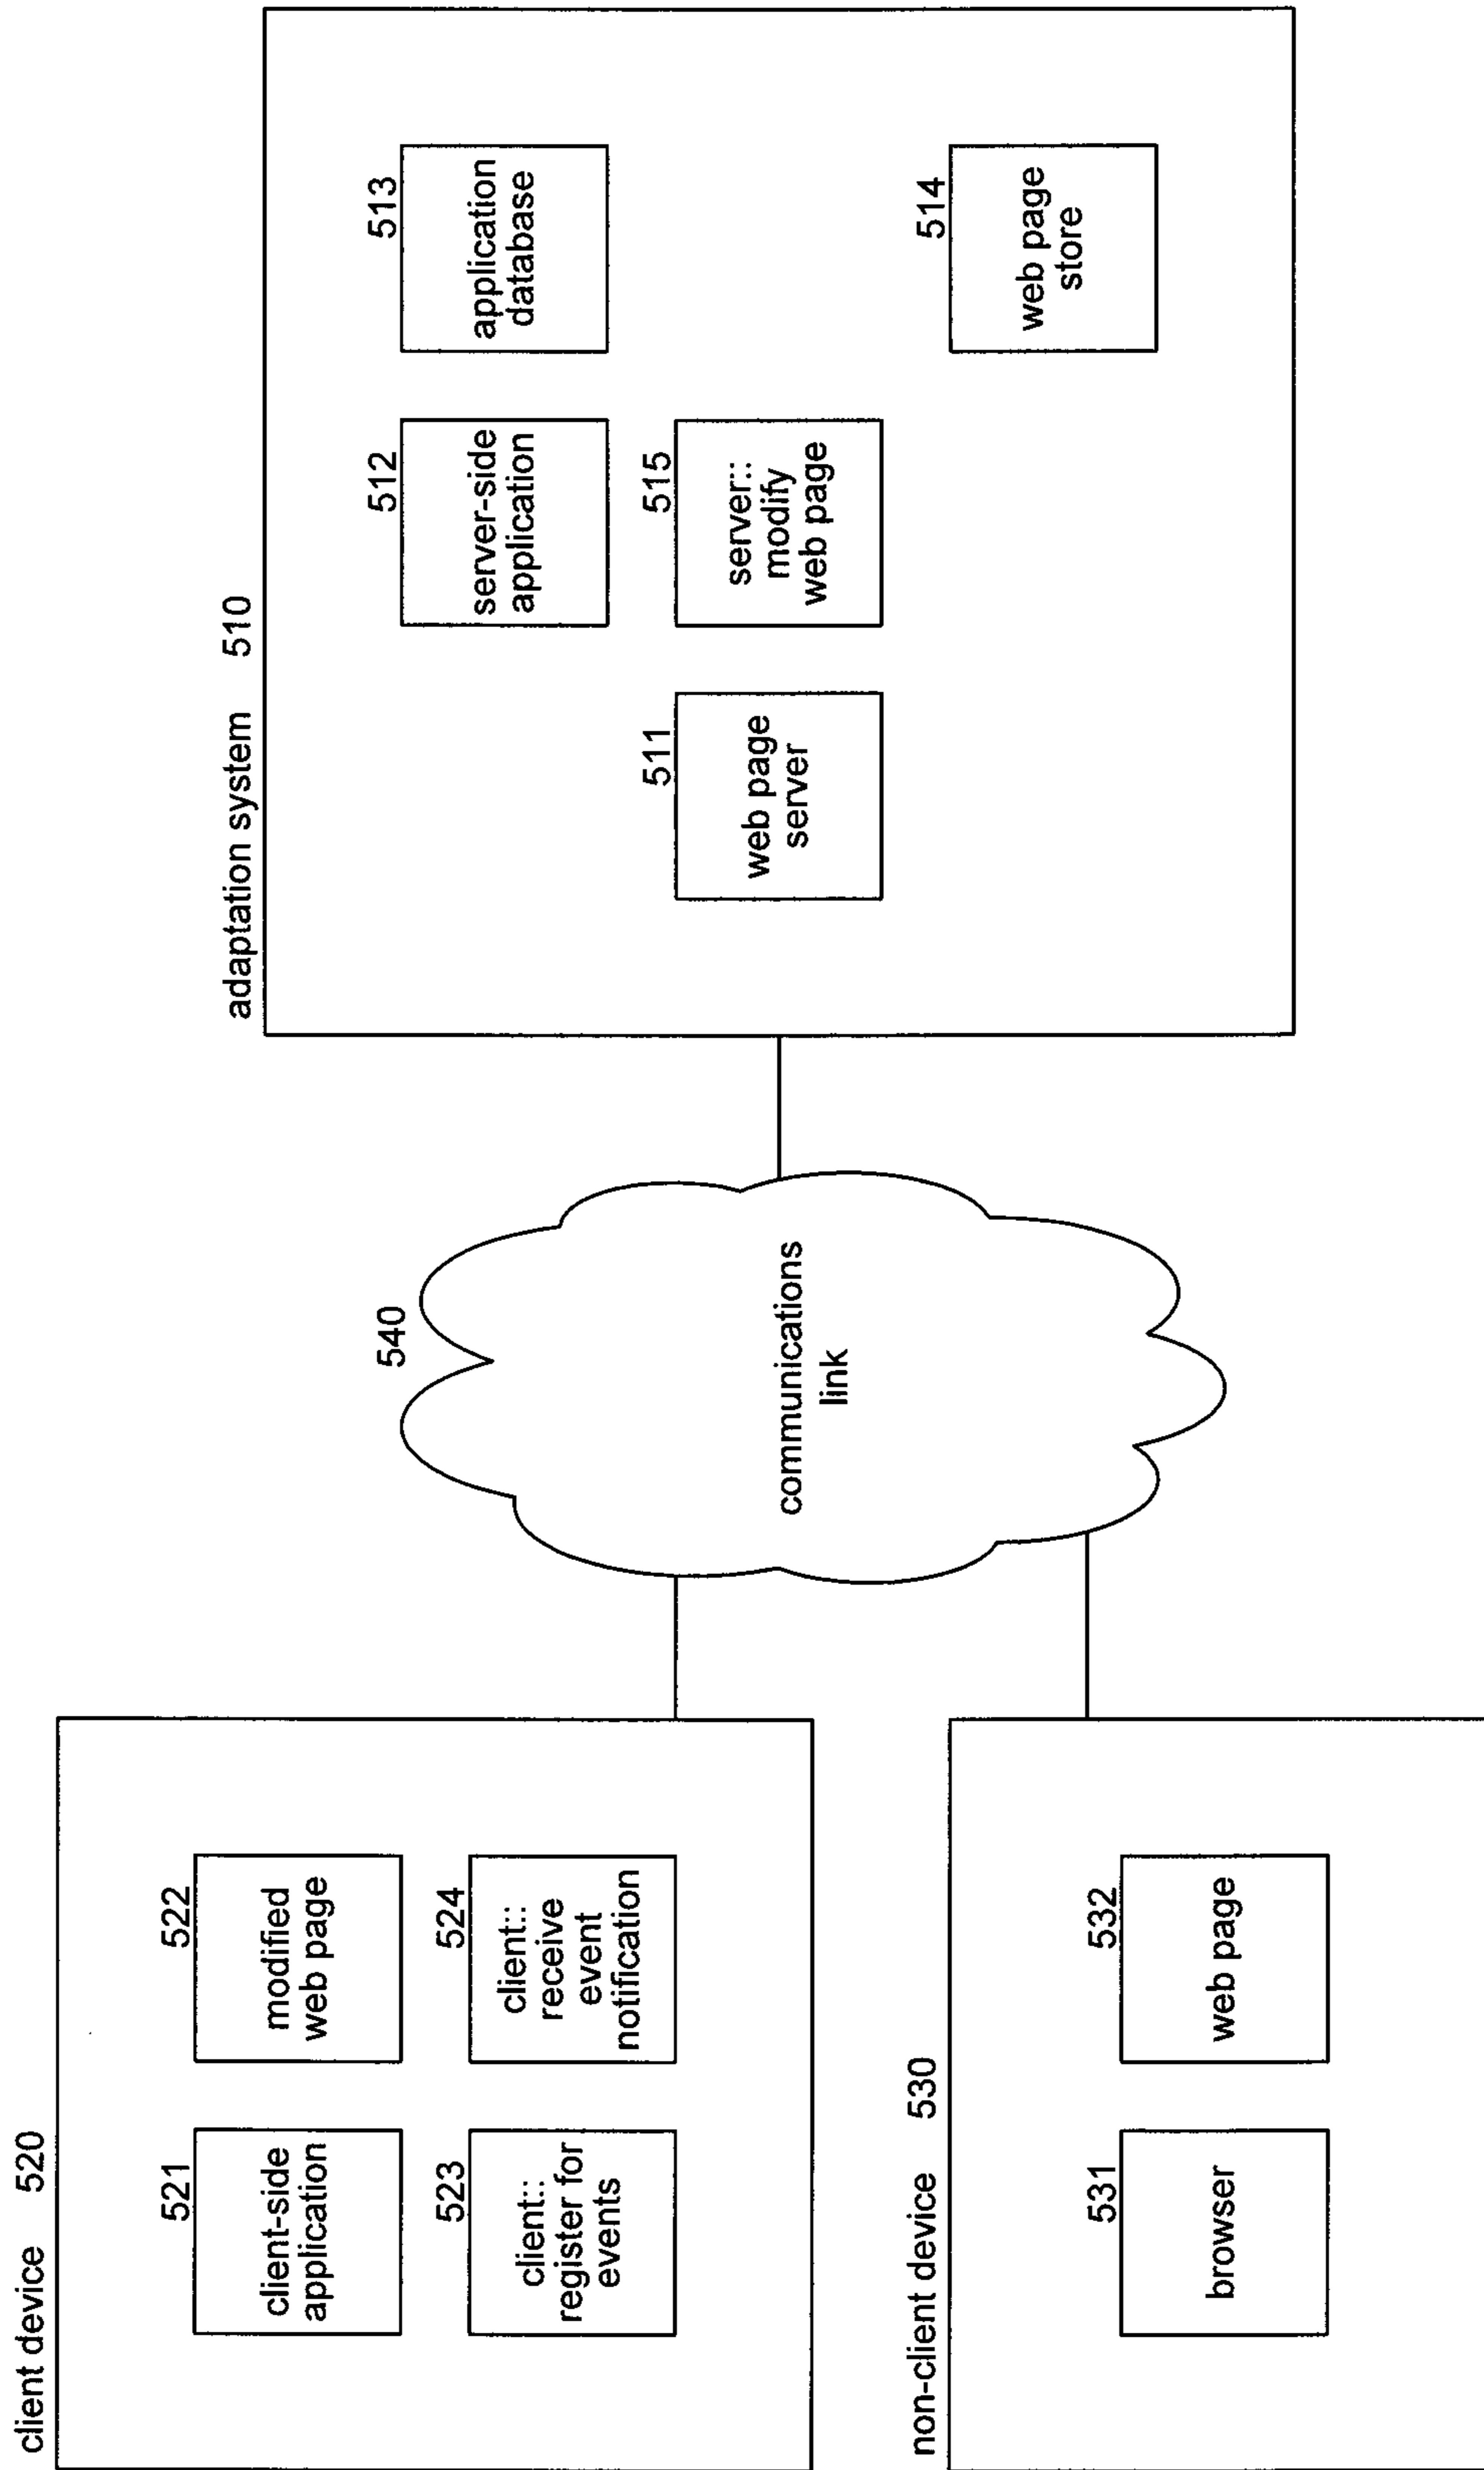 client device 520
521
client-side
application
522
modified
web page
523
client::
register for
events
524
client::
receive
event
notification
non-client device 530
531
browser
532
web page
540
communications
link
adaptation system 510
511
web page
server
512
server-side
application
513
application
database
515
server::
modify
web page
514
web page
store